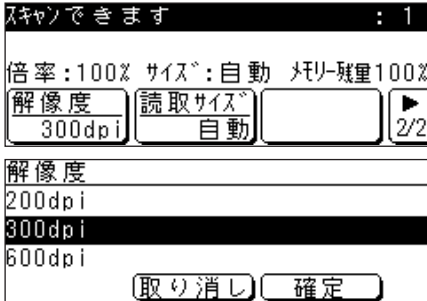 スキャンできます : 1
倍率:100% サイズ:自動 メモリー残量100%
解像度 読取サイズ ▶
300dpi 自動 2/2
解像度
200dpi
300dpi
600dpi
取り消し 確定